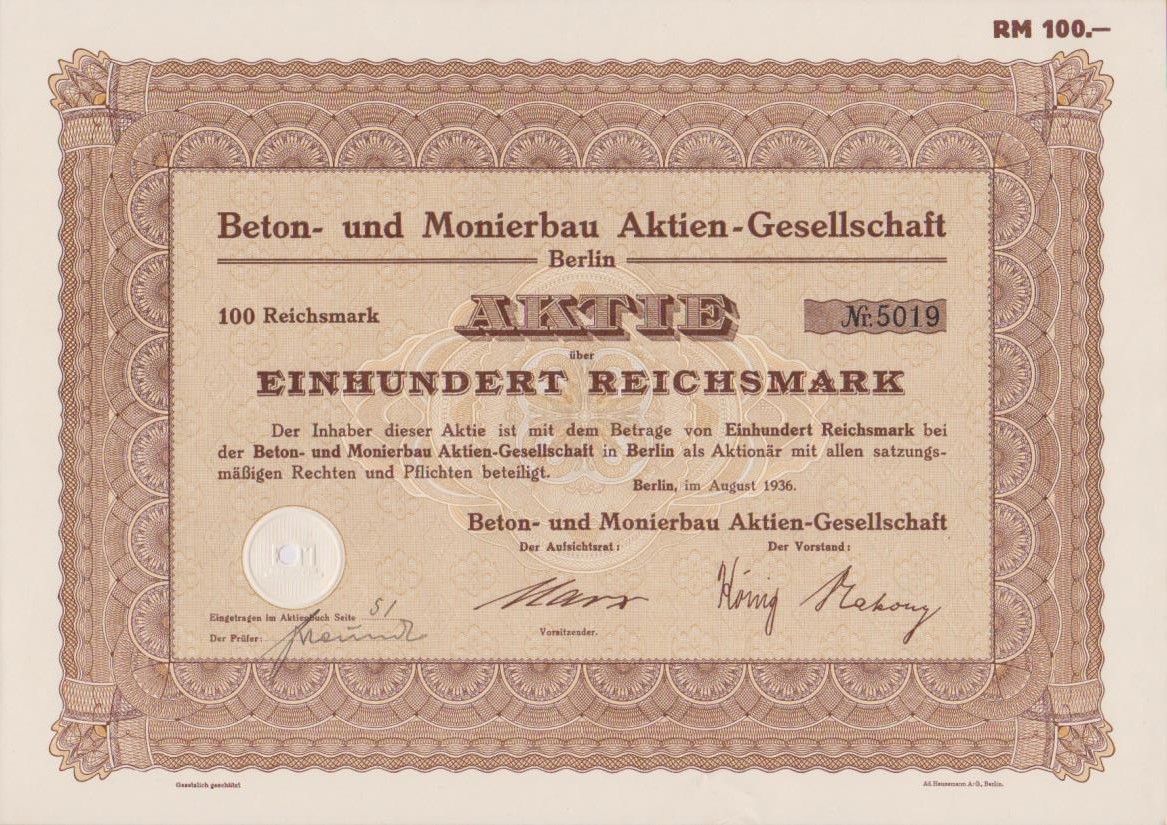 RM 100.—
Beton- und Monierbau Aktien-Gesellschaft
Berlin
100 Reichsmark
AKTIE
Nr. 5019
über
EINHUNDERT REICHSMARK
Der Inhaber dieser Aktie ist mit dem Betrage von Einhundert Reichsmark bei
der Beton- und Monierbau Aktien-Gesellschaft in Berlin als Aktionär mit allen satzungs-
mäßigen Rechten und Pflichten beteiligt.
Berlin, im August 1936.
Beton- und Monierbau Aktien-Gesellschaft
Der Aufsichtsrat:
Der Vorstand:
Marx
König
Eingetragen im Aktienbuch Seite 51
Der Prüfer:
Vorsitzender.
Gesetzlich geschützt